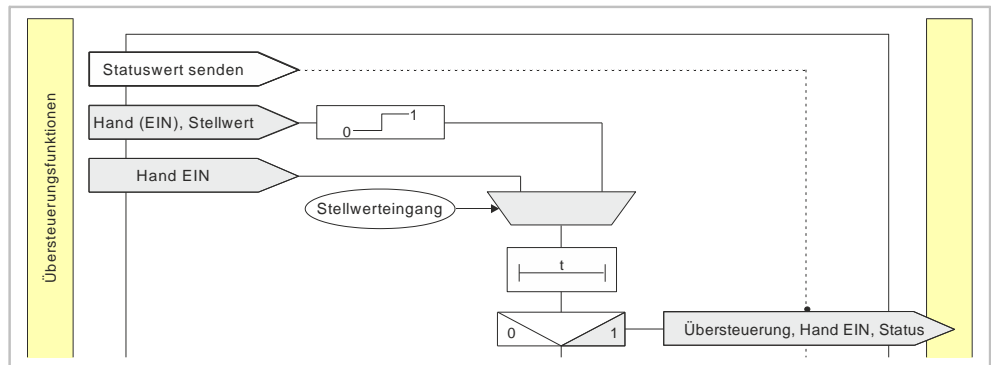 Übersteuerungsfunktionen
Statuswert senden
Hand (EIN), Stellwert
0
1
Hand EIN
Stellwerteingang
t
0
1
Übersteuerung, Hand EIN, Status